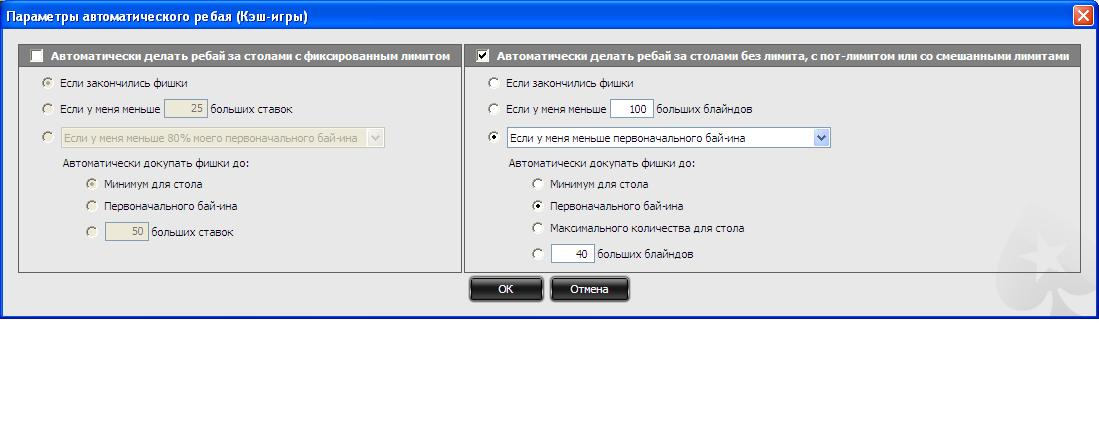 Параметры автоматического ребая (Кэш-игры)
Автоматически делать ребай за столами с фиксированным лимитом
Если закончились фишки
Если у меня меньше 25 больших ставок
Если у меня меньше 80% моего первоначального бай-ина
Автоматически докупать фишки до:
Минимум для стола
Первоначального бай-ина
50 больших ставок
Автоматически делать ребай за столами без лимита, с пот-лимитом или со смешанными лимитами
Если закончились фишки
Если у меня меньше 100 больших блайндов
Если у меня меньше первоначального бай-ина
Автоматически докупать фишки до:
Минимум для стола
Первоначального бай-ина
Максимального количества для стола
40 больших блайндов
ОК
Отмена